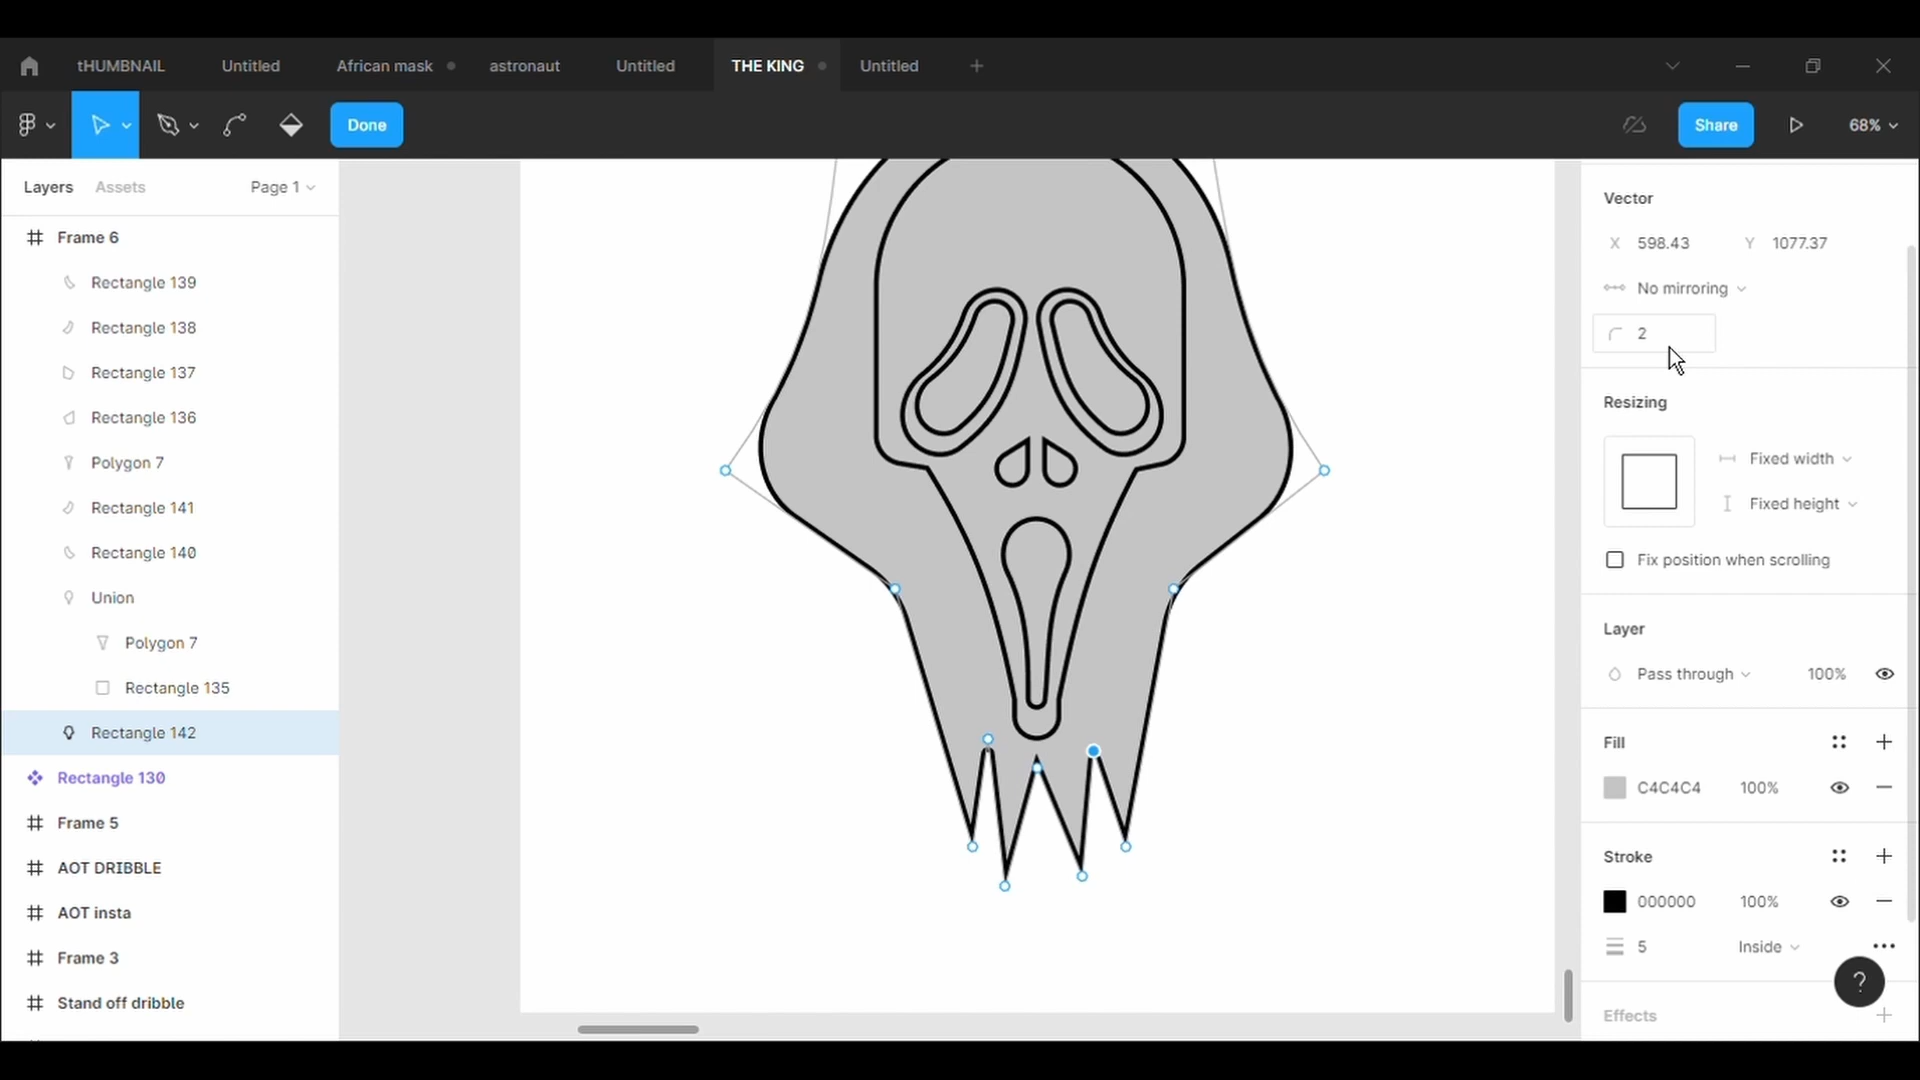 tHUMBNAIL Untitled African mask astronaut Untitled THE KING Untitled
Done Share 68%
Layers Assets Page 1
Frame 6
Rectangle 139
Rectangle 138
Rectangle 137
Rectangle 136
Polygon 7
Rectangle 141
Rectangle 140
Union
Polygon 7
Rectangle 135
Rectangle 142
Rectangle 130
Frame 5
AOT DRIBBLE
AOT insta
Frame 3
Stand off dribble
Vector
X 598.43 Y 1077.37
No mirroring
2
Resizing
Fixed width
Fixed height
Fix position when scrolling
Layer
Pass through 100%
Fill
C4C4C4 100%
Stroke
000000 100%
5 Inside
?
Effects